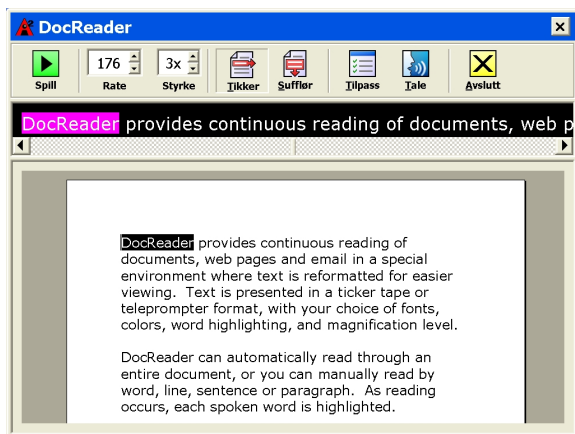 DocReader
176 3x
Spill Rate Styrke Tikker Sufflør Tilpass Tale Avslutt
DocReader provides continuous reading of documents, web p
DocReader provides continuous reading of
documents, web pages and email in a special
environment where text is reformatted for easier
viewing.  Text is presented in a ticker tape or
teleprompter format, with your choice of fonts,
colors, word highlighting, and magnification level.
DocReader can automatically read through an
entire document, or you can manually read by
word, line, sentence or paragraph.  As reading
occurs, each spoken word is highlighted.